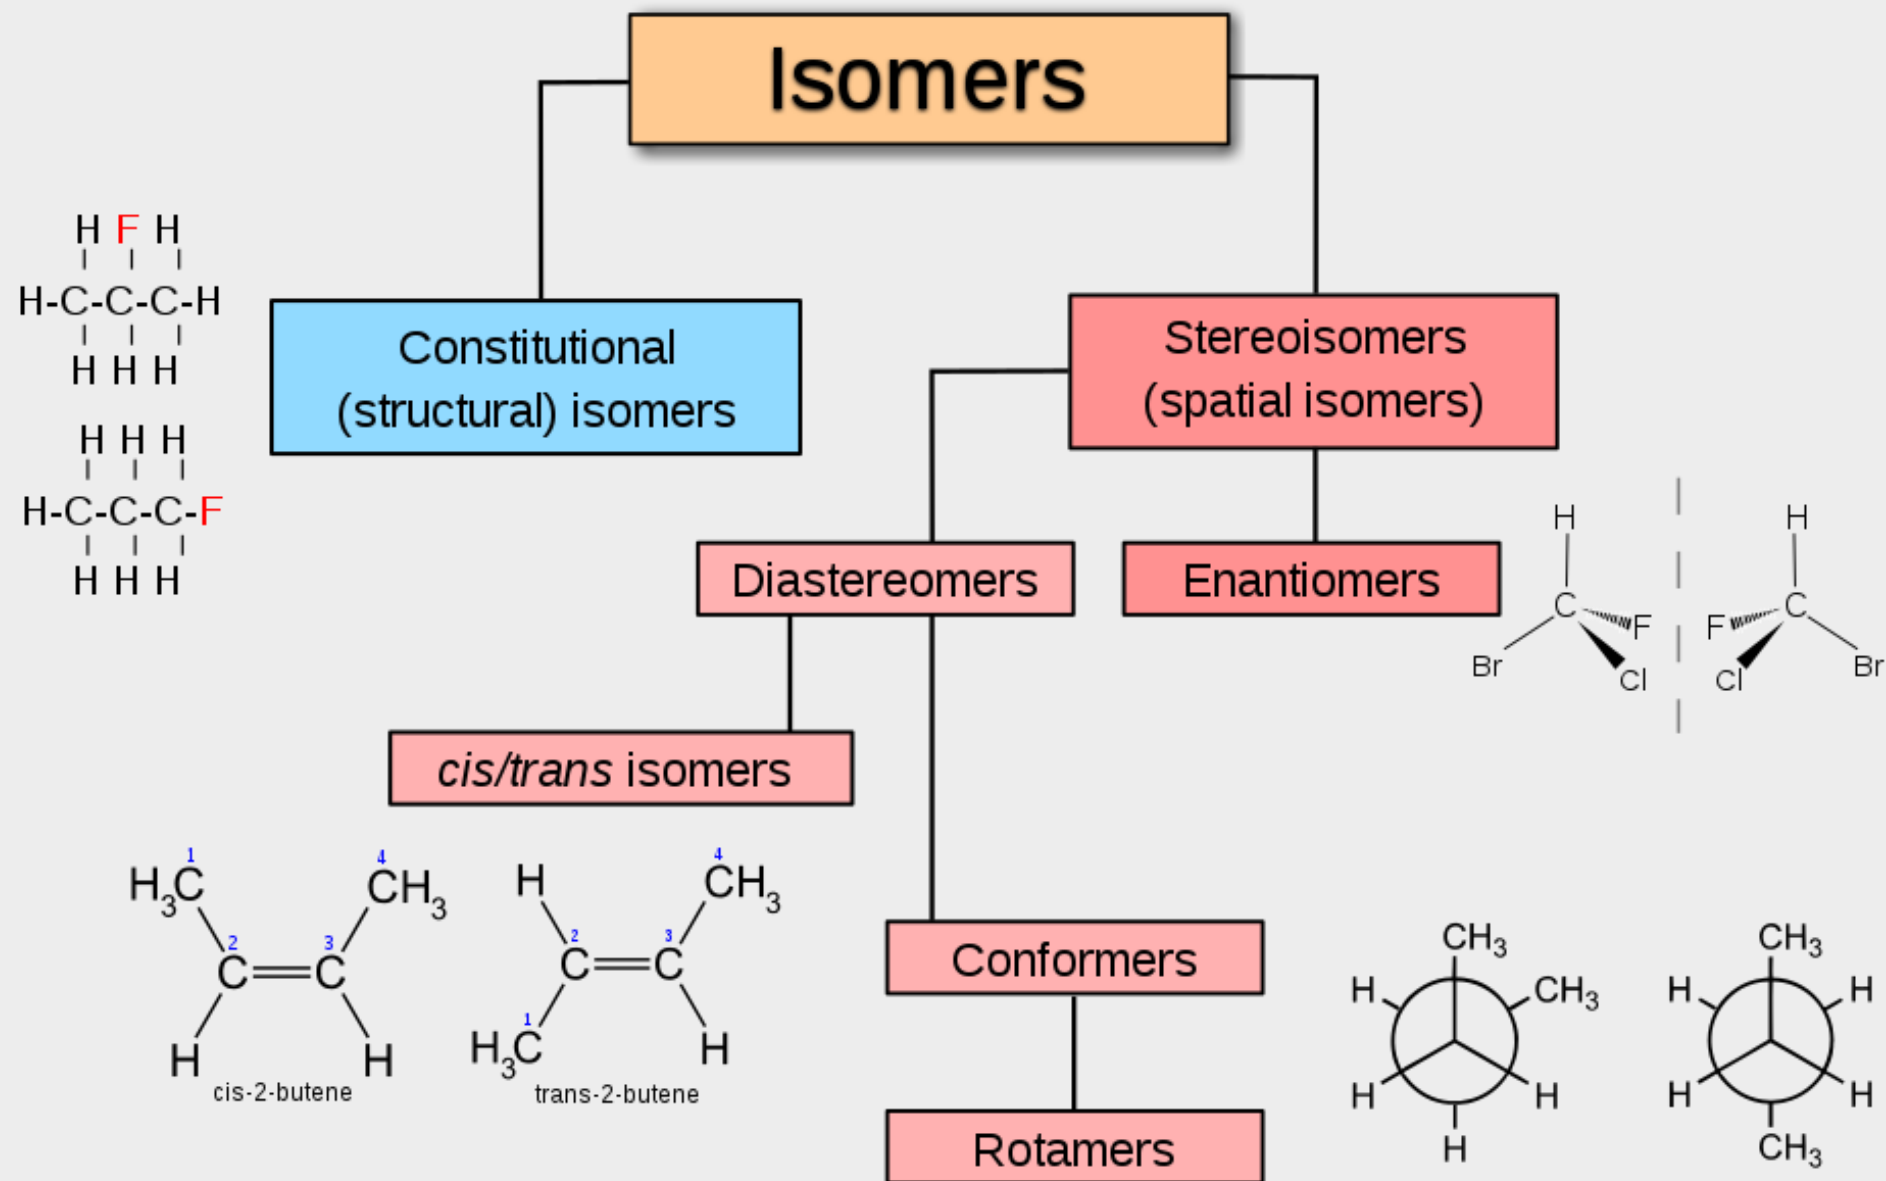 Isomers
H F H
H-C-C-C-H
H H H
H H H
H-C-C-C-F
H H H
Constitutional
(structural) isomers
Stereoisomers
(spatial isomers)
Diastereomers
Enantiomers
H
C
F
Br
Cl
H
F
C
Cl
Br
cis/trans isomers
1
H3C
4
CH3
2
3
C
C
H
H
cis-2-butene
H
4
CH3
2
3
C
C
1
H3C
H
trans-2-butene
Conformers
Rotamers
CH3
H
CH3
H
H
H
CH3
H
H
H
H
CH3